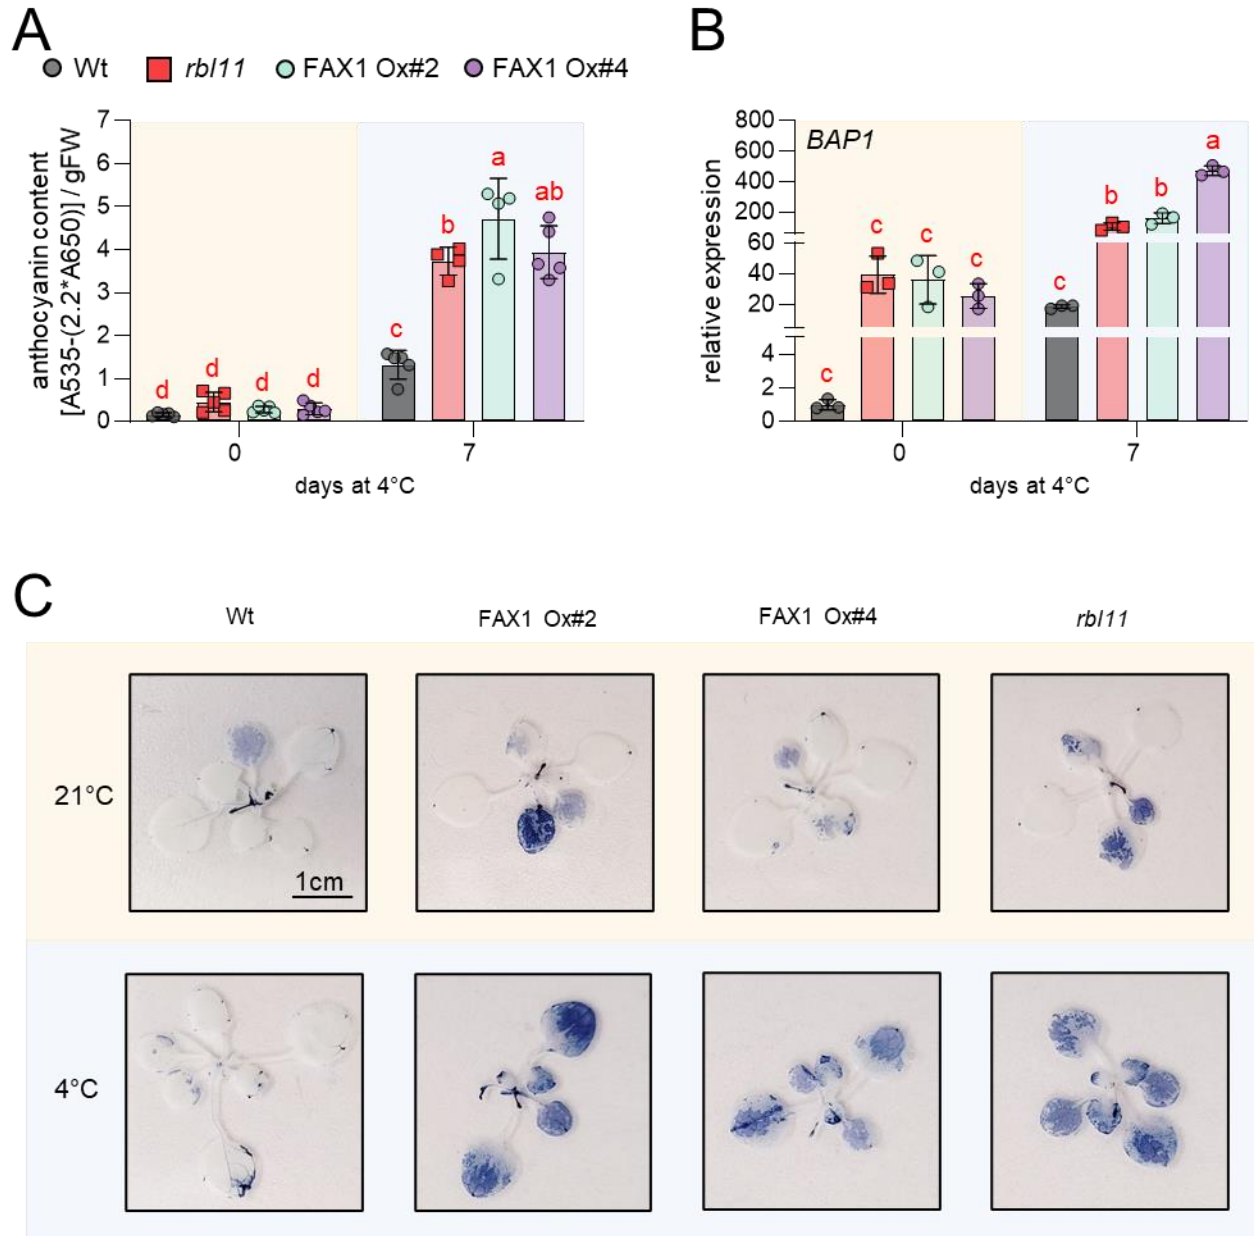 A
B
Wt
rbl11
FAX1 Ox#2
FAX1 Ox#4
anthocyanin content
[A535-(2.2*A650)] / gFW
7
6
5
4
3
2
1
0
d
d
d
d
c
b
a
ab
0
7
days at 4°C
relative expression
800
600
400
200
60
40
20
4
2
0
BAP1
c
c
c
c
c
b
b
a
0
7
days at 4°C
C
Wt
FAX1 Ox#2
FAX1 Ox#4
rbl11
21°C
1cm
4°C